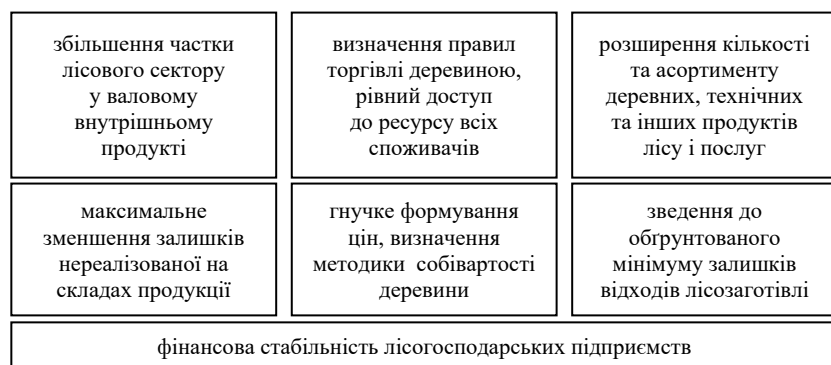 збільшення частки
лісового сектору
у валовому
внутрішньому
продукті
визначення правил
торгівлі деревиною,
рівний доступ
до ресурсу всіх
споживачів
розширення кількості
та асортименту
деревних, технічних
та інших продуктів
лісу і послуг
максимальне
зменшення залишків
нереалізованої на
складах продукції
гнучке формування
цін, визначення
методики собівартості
деревини
зведення до
обґрунтованого
мінімуму залишків
відходів лісозаготівлі
фінансова стабільність лісогосподарських підприємств